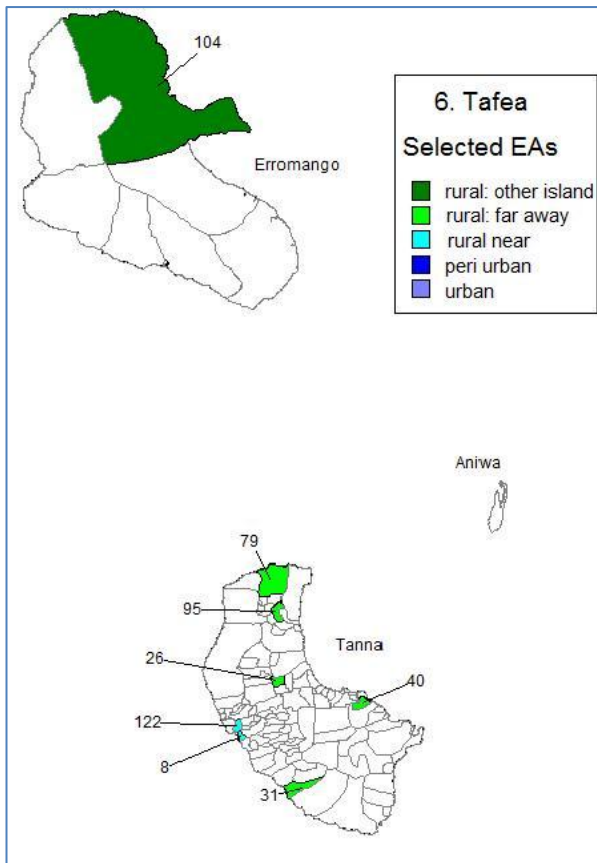 104
6. Tafea
Selected EAs
rural: other island
rural: far away
rural near
peri urban
urban
Erromango
Aniwa
79
95
Tanna
26
40
122
8
31